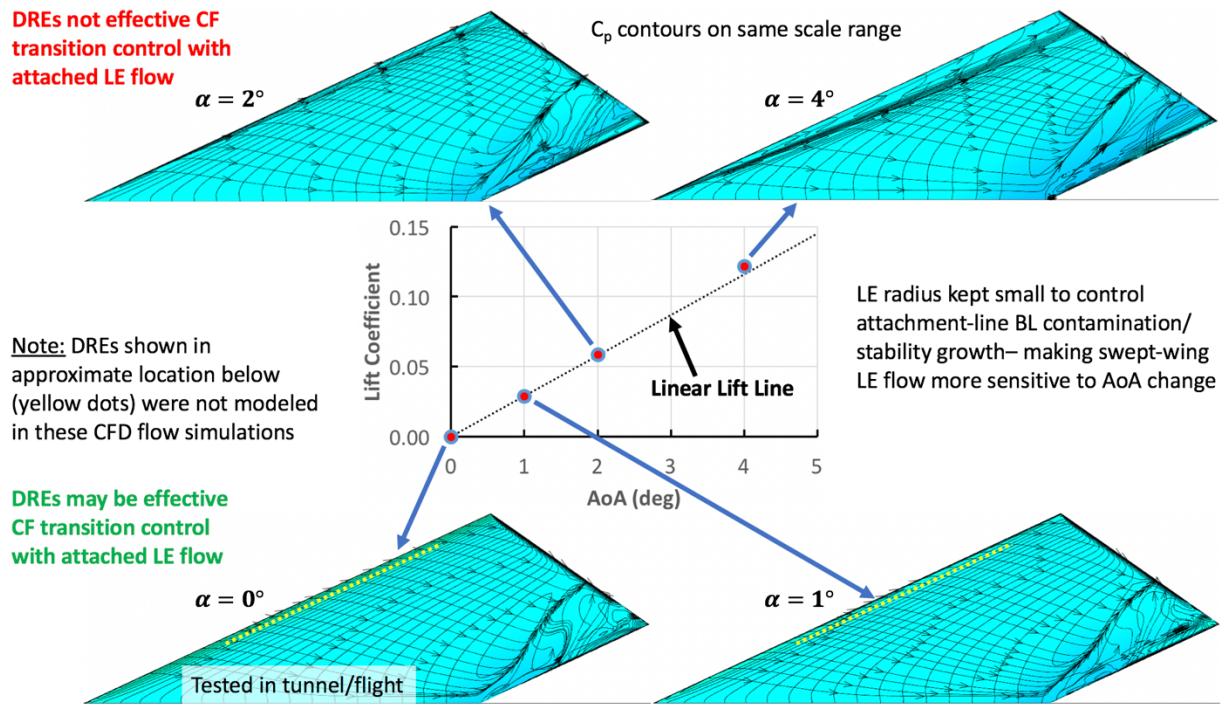 DREs not effective CF
transition control with
attached LE flow
Cp contours on same scale range
α = 2°
α = 4°
0.15
0.10
0.05
0.00
Lift Coefficient
0 1 2 3 4 5
AoA (deg)
Linear Lift Line
LE radius kept small to control
attachment-line BL contamination/
stability growth– making swept-wing
LE flow more sensitive to AoA change
Note: DREs shown in
approximate location below
(yellow dots) were not modeled
in these CFD flow simulations
DREs may be effective
CF transition control
with attached LE flow
α = 0°
α = 1°
Tested in tunnel/flight